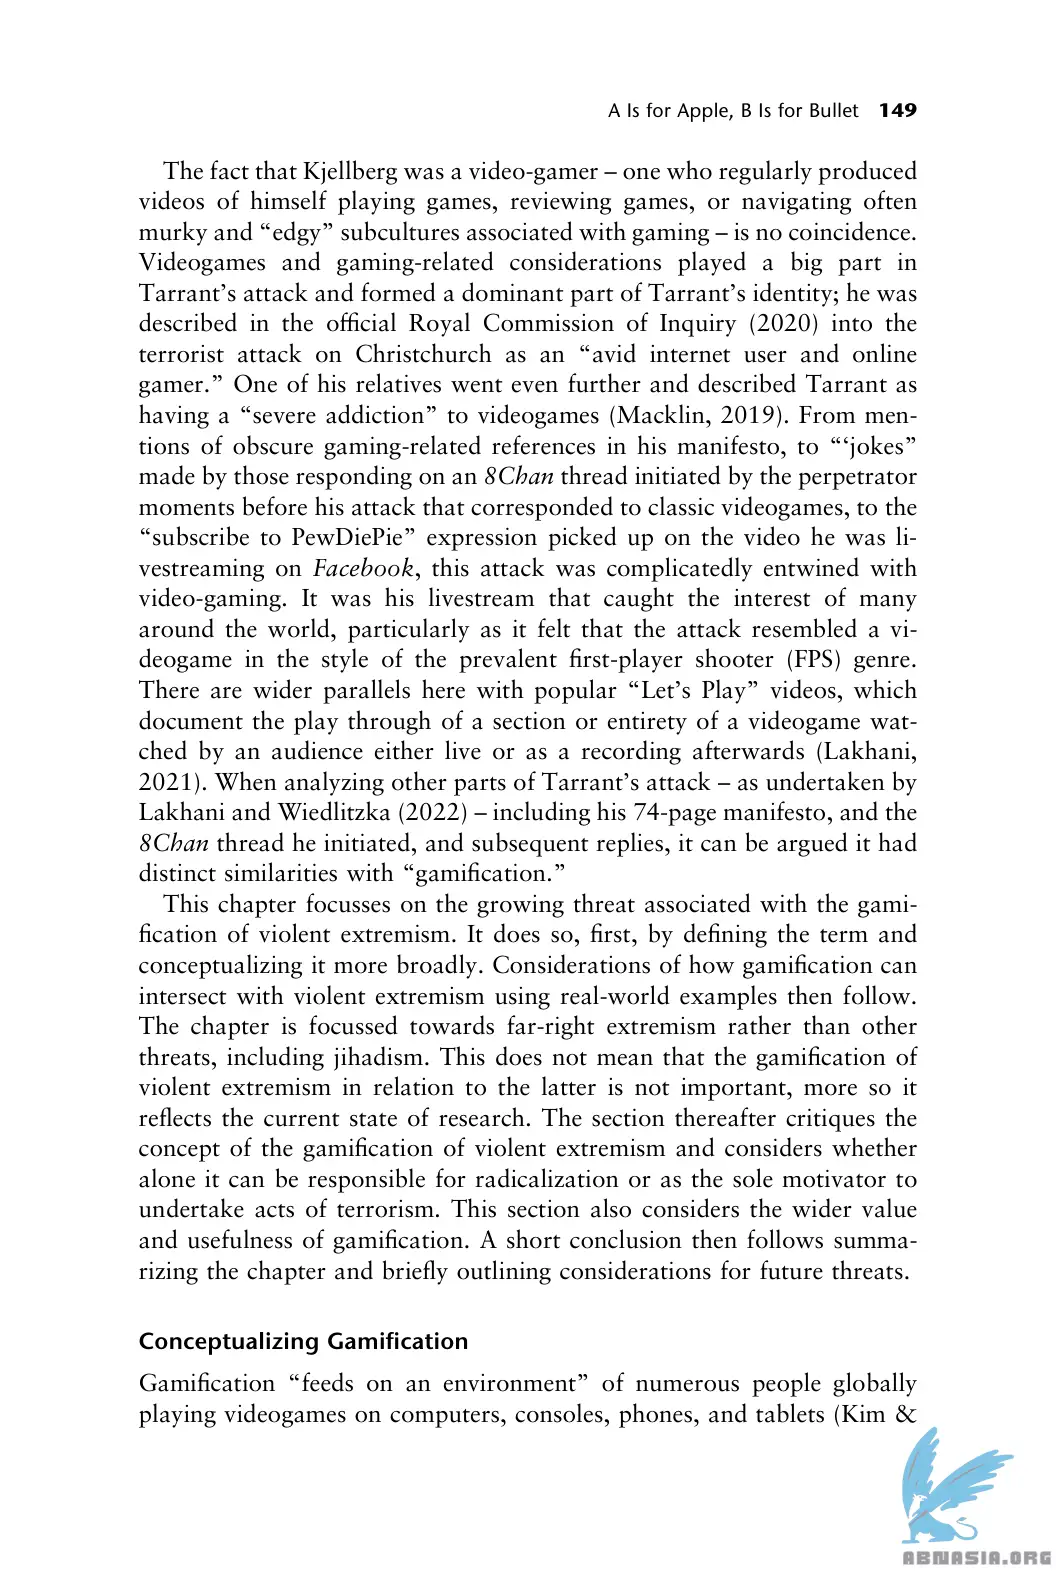 A Is for Apple, B Is for Bullet 149
The fact that Kjellberg was a video-gamer – one who regularly produced
videos of himself playing games, reviewing games, or navigating often
murky and “edgy” subcultures associated with gaming – is no coincidence.
Videogames and gaming-related considerations played a big part in
Tarrant’s attack and formed a dominant part of Tarrant’s identity; he was
described in the official Royal Commission of Inquiry (2020) into the
terrorist attack on Christchurch as an “avid internet user and online
gamer.” One of his relatives went even further and described Tarrant as
having a “severe addiction” to videogames (Macklin, 2019). From men-
tions of obscure gaming-related references in his manifesto, to “‘jokes”
made by those responding on an 8Chan thread initiated by the perpetrator
moments before his attack that corresponded to classic videogames, to the
“subscribe to PewDiePie” expression picked up on the video he was li-
vestreaming on Facebook, this attack was complicatedly entwined with
video-gaming. It was his livestream that caught the interest of many
around the world, particularly as it felt that the attack resembled a vi-
deogame in the style of the prevalent first-player shooter (FPS) genre.
There are wider parallels here with popular “Let’s Play” videos, which
document the play through of a section or entirety of a videogame wat-
ched by an audience either live or as a recording afterwards (Lakhani,
2021). When analyzing other parts of Tarrant’s attack – as undertaken by
Lakhani and Wiedlitzka (2022) – including his 74-page manifesto, and the
8Chan thread he initiated, and subsequent replies, it can be argued it had
distinct similarities with “gamification.”
This chapter focusses on the growing threat associated with the gami-
fication of violent extremism. It does so, first, by defining the term and
conceptualizing it more broadly. Considerations of how gamification can
intersect with violent extremism using real-world examples then follow.
The chapter is focussed towards far-right extremism rather than other
threats, including jihadism. This does not mean that the gamification of
violent extremism in relation to the latter is not important, more so it
reflects the current state of research. The section thereafter critiques the
concept of the gamification of violent extremism and considers whether
alone it can be responsible for radicalization or as the sole motivator to
undertake acts of terrorism. This section also considers the wider value
and usefulness of gamification. A short conclusion then follows summa-
rizing the chapter and briefly outlining considerations for future threats.
Conceptualizing Gamification
Gamification “feeds on an environment” of numerous people globally
playing videogames on computers, consoles, phones, and tablets (Kim &
ABNASIA.ORG